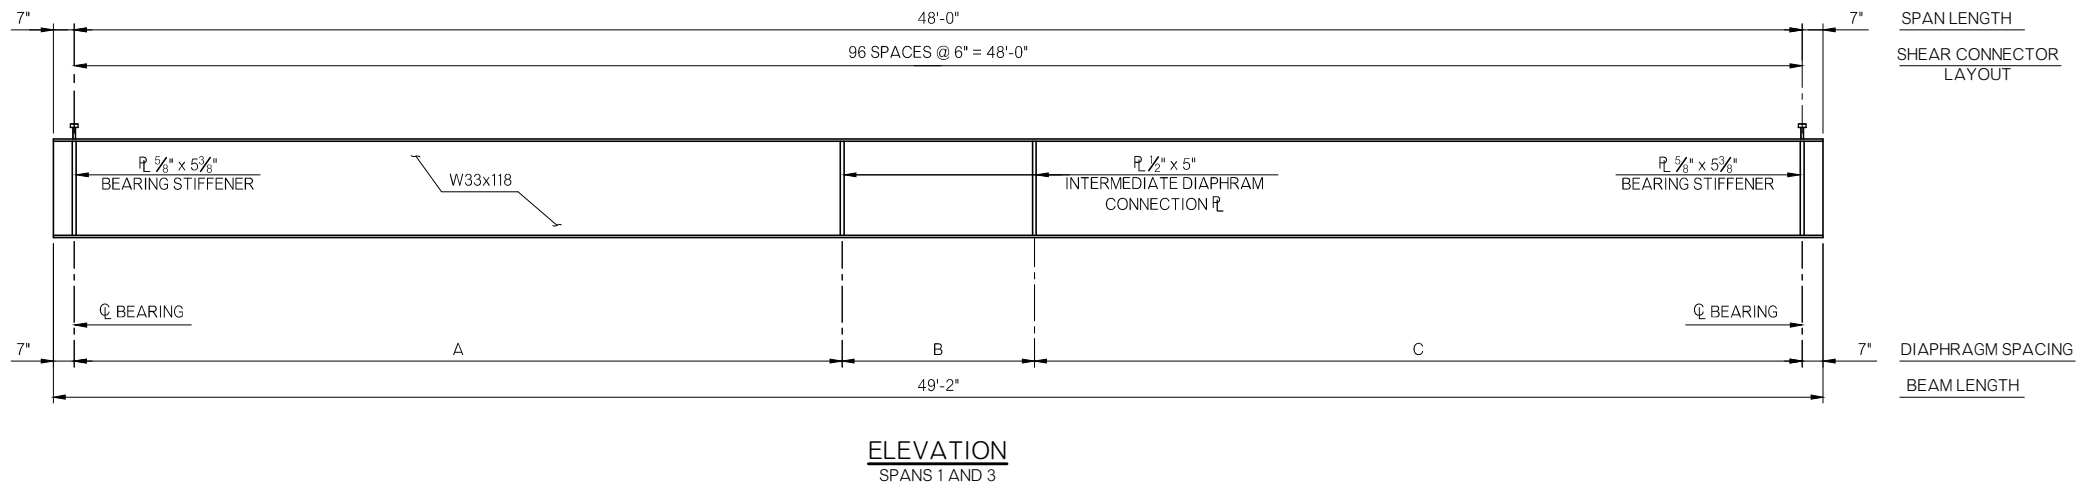 7" 48'-0" 7" SPAN LENGTH
96 SPACES @ 6" = 48'-0" SHEAR CONNECTOR
LAYOUT
℄ 5/8" x 5 3/8"
BEARING STIFFENER
W33x118
PL 1/2" x 5"
INTERMEDIATE DIAPHRAM
CONNECTION PL
PL 5/8" x 5 3/8"
BEARING STIFFENER
℄ BEARING
℄ BEARING
7" A B C 7" DIAPHRAGM SPACING
49'-2" BEAM LENGTH
ELEVATION
SPANS 1 AND 3